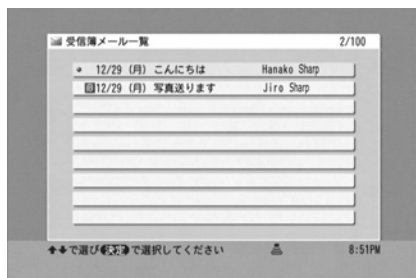 受信簿メール一覧 2/100
12/29 (月) こんにちは Hanako Sharp
12/29 (月) 写真送ります Jiro Sharp
で選び 決定 で選択してください 8:51PM